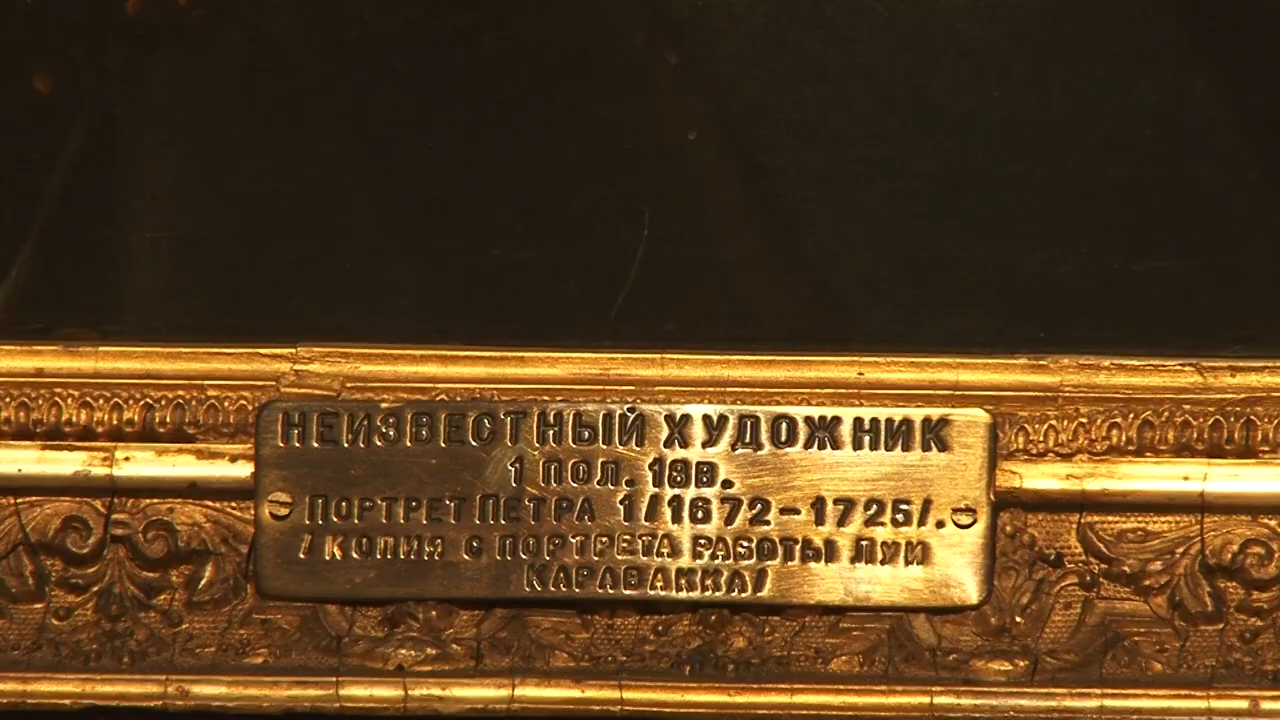 НЕИЗВЕСТНЫЙ ХУДОЖНИК
1 ПОЛ. 18В.
ПОРТРЕТ ПЕТРА 1/1672-1725/.
/КОПИЯ С ПОРТРЕТА РАБОТЫ ЛУИ
КАРАВАККА/